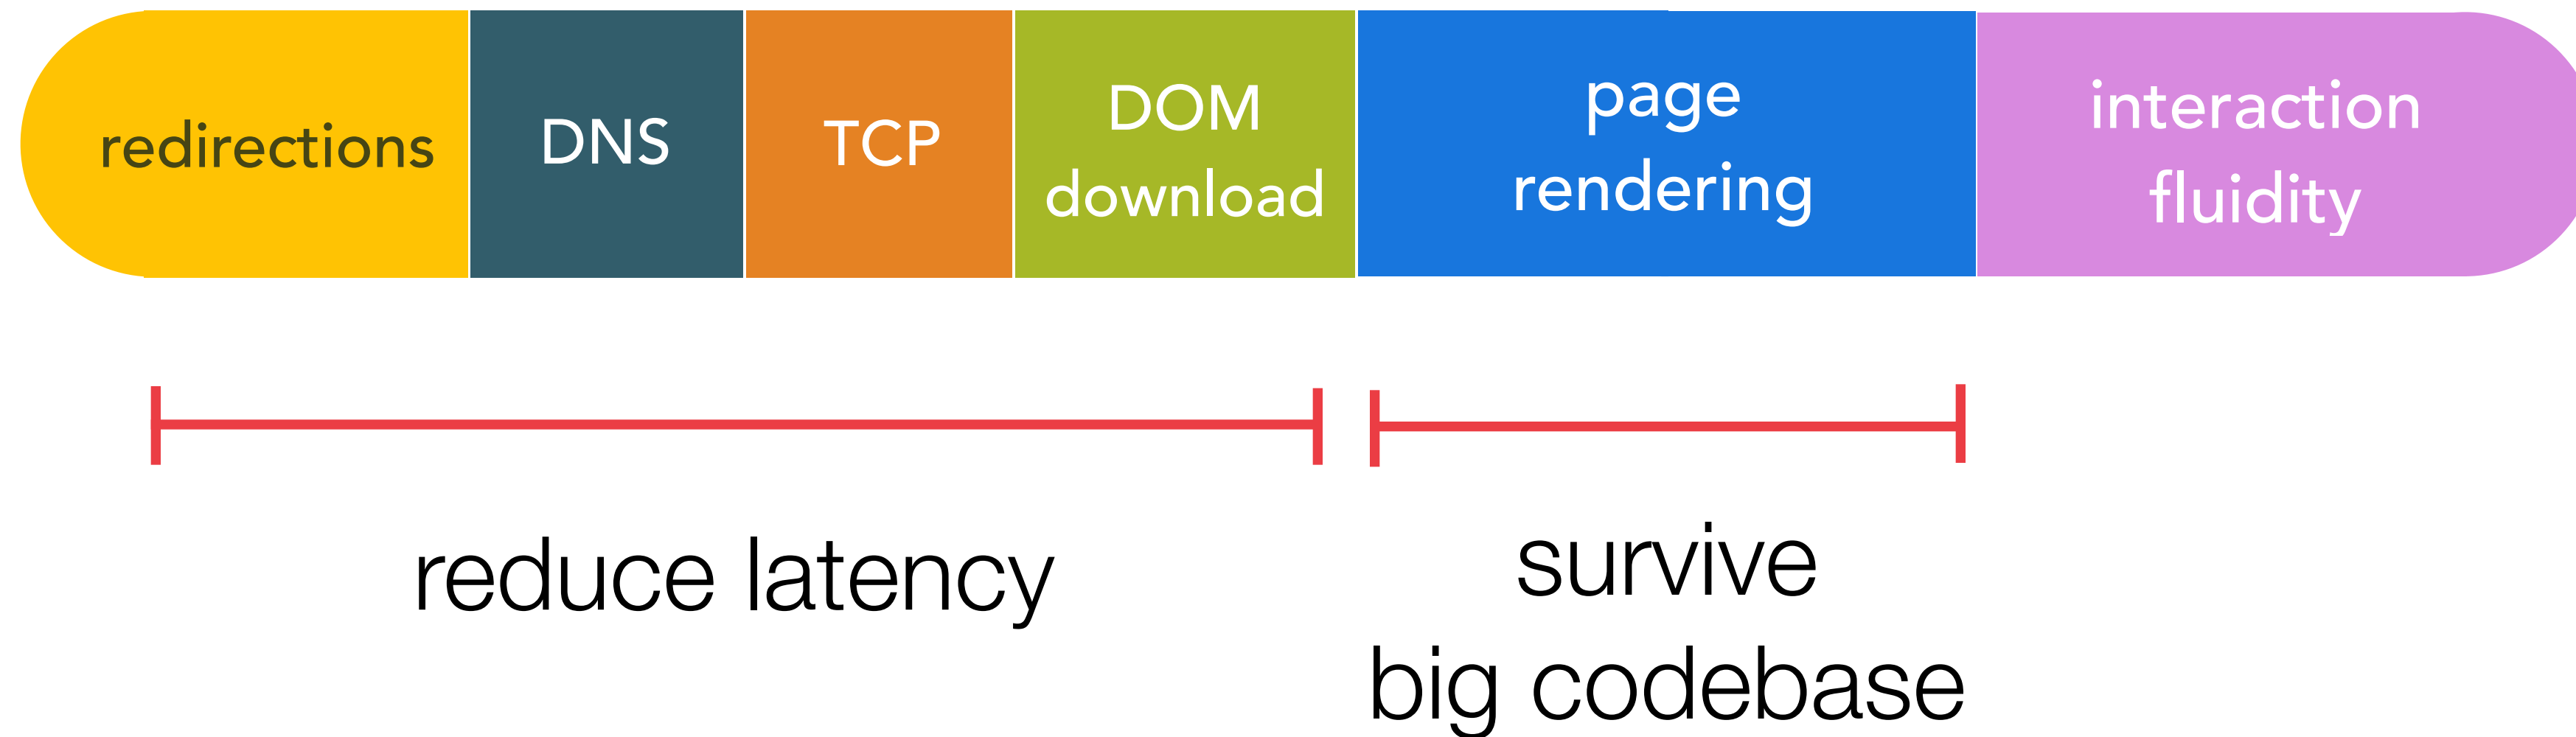 redirections
DNS
TCP
DOM
download
page
rendering
interaction
fluidity
reduce latency
survive
big codebase